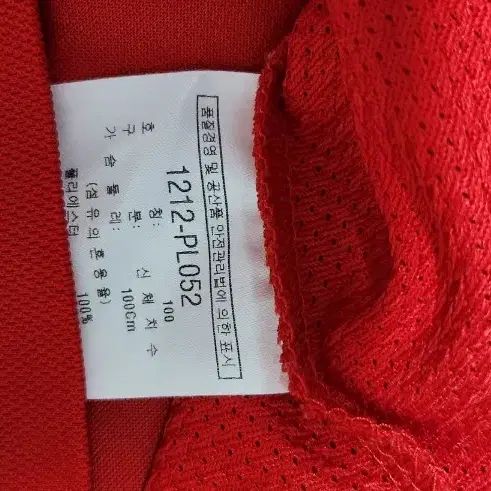 품질경영 및 공산품 안전관리법에 의한 표시
1212-PL052
호 칭: 100
구 분: 신 체 치 수
가 슴 둘 레: 100Cm
(섬 유 의 혼 용 율)
폴리에스터 100%